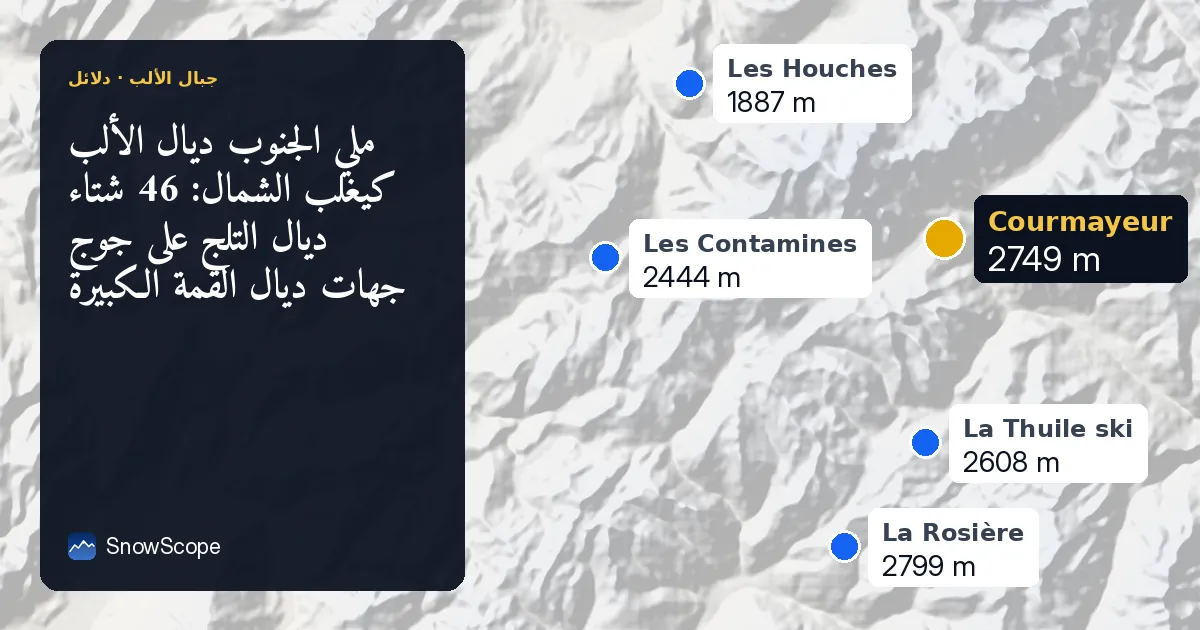 جبال الألب · دلائل
ملي الجنوب ديال الألب
كيغلب الشمال: 46 شتاء
ديال التلج على جوج
جهات ديال القمة الكبيرة
SnowScope
Les Houches
1887 m
Courmayeur
2749 m
Les Contamines
2444 m
La Thuile ski
2608 m
La Rosière
2799 m